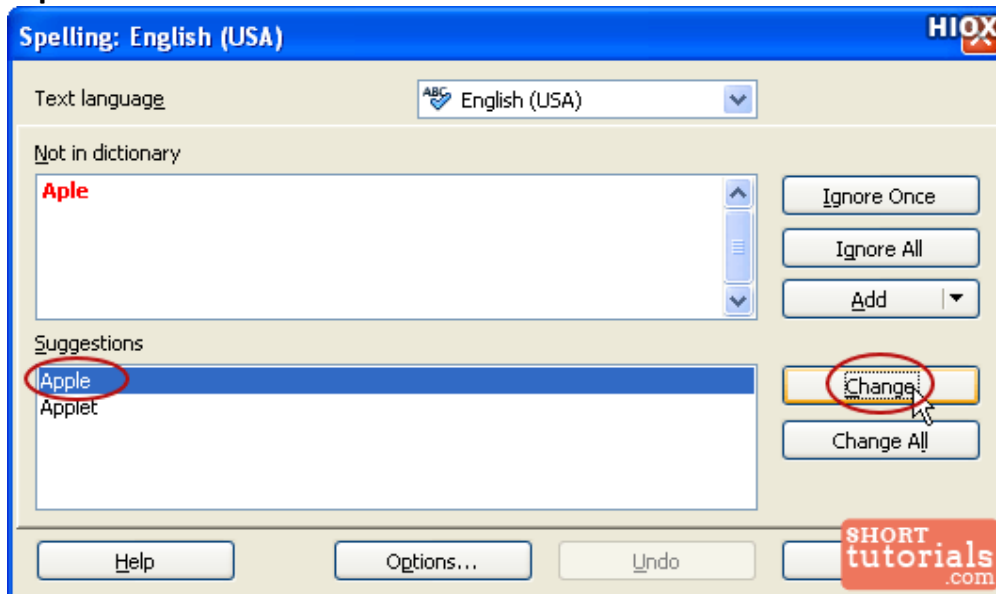 Spelling: English (USA)
HIOX
Text language
ABC English (USA)
Not in dictionary
Aple
Ignore Once
Ignore All
Add
Suggestions
Apple
Applet
Change
Change All
Help
Options...
Undo
SHORT
tutorials
.com